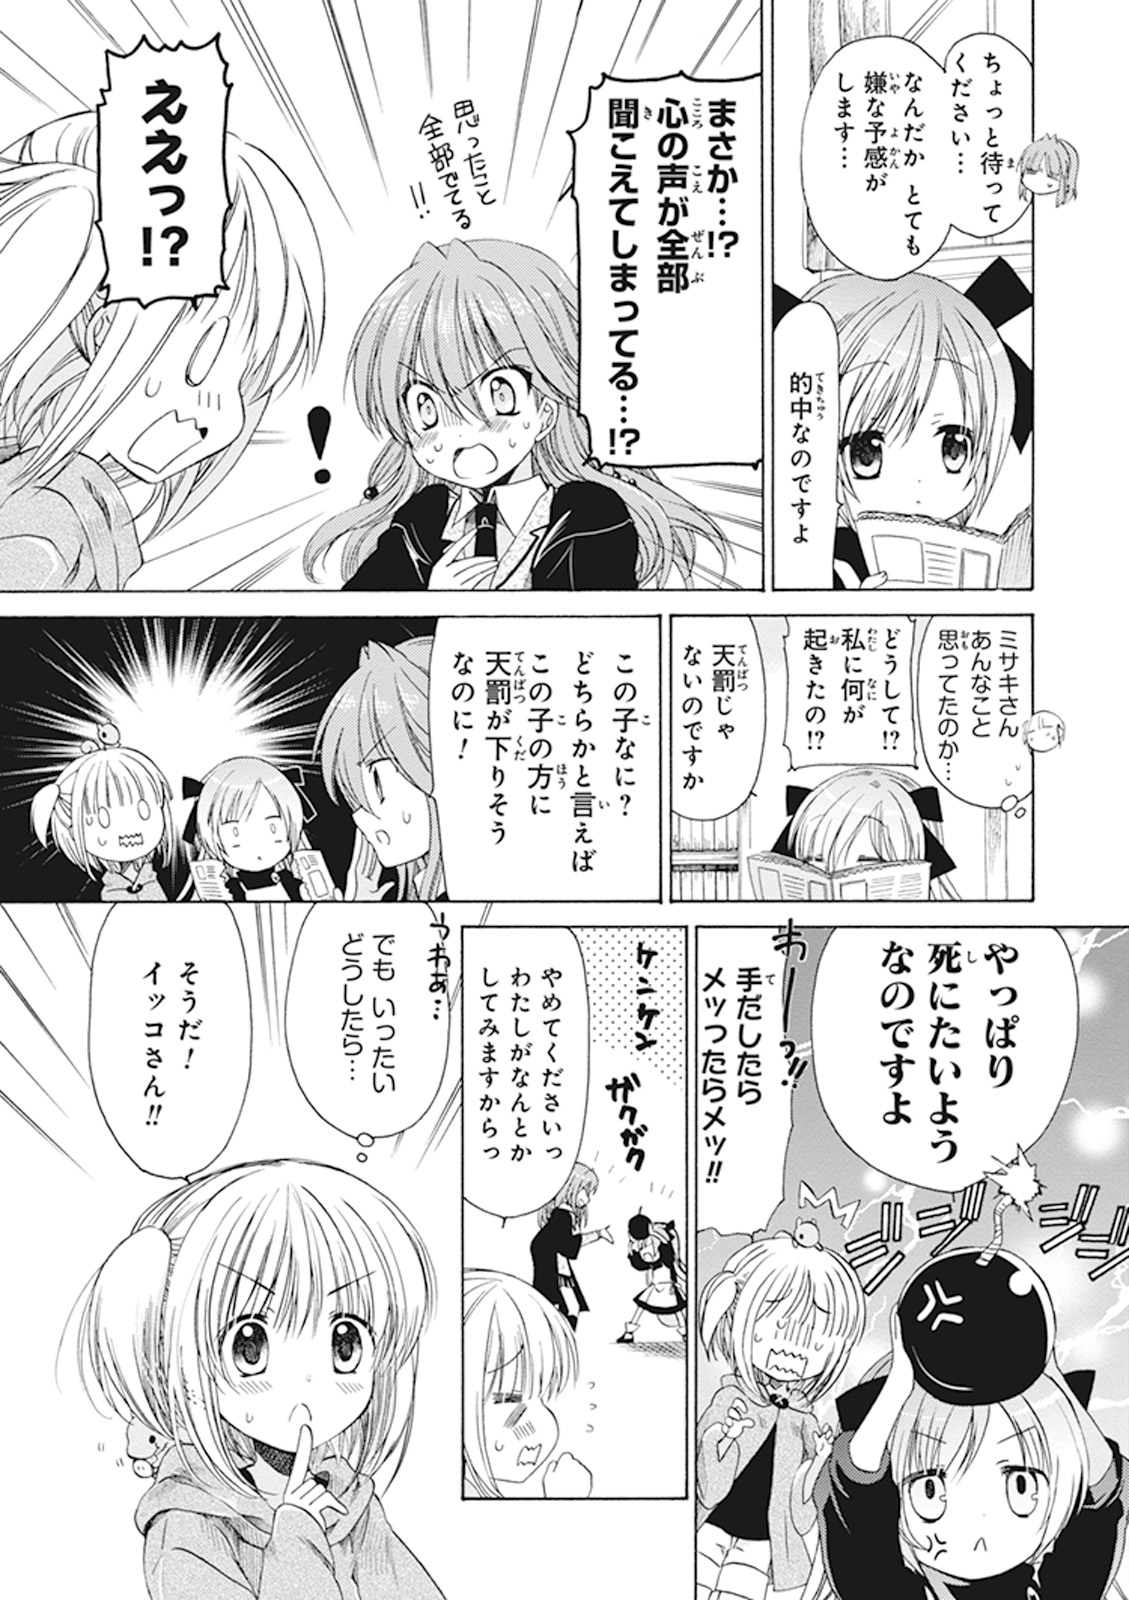 ちょっと待って
ください…
なんだか とても
嫌な予感が
します…
的中なのですよ
まさか…!?
心の声が全部
聞こえてしまってる…!?
思ったこと
全部でてる
!!
!
ええっ!?
ミサキさん
あんなこと
思ってたのか…
どうして!?
私に何が
起きたの!?
天罰じゃ
ないのですか
この子なに?
どちらかと言えば
この子の方に
天罰が下りそう
なのに!
やっぱり
死にたいよう
なのですよ
わーーっ!!
手だしたら
メッったらメッ!!
ジジジジ
ケンケン
ガクガク
やめてくださいっ
わたしがなんとか
してみますからっ
うわぁ…
でも いったい
どうしたら…
そうだ!
イッコさん!!